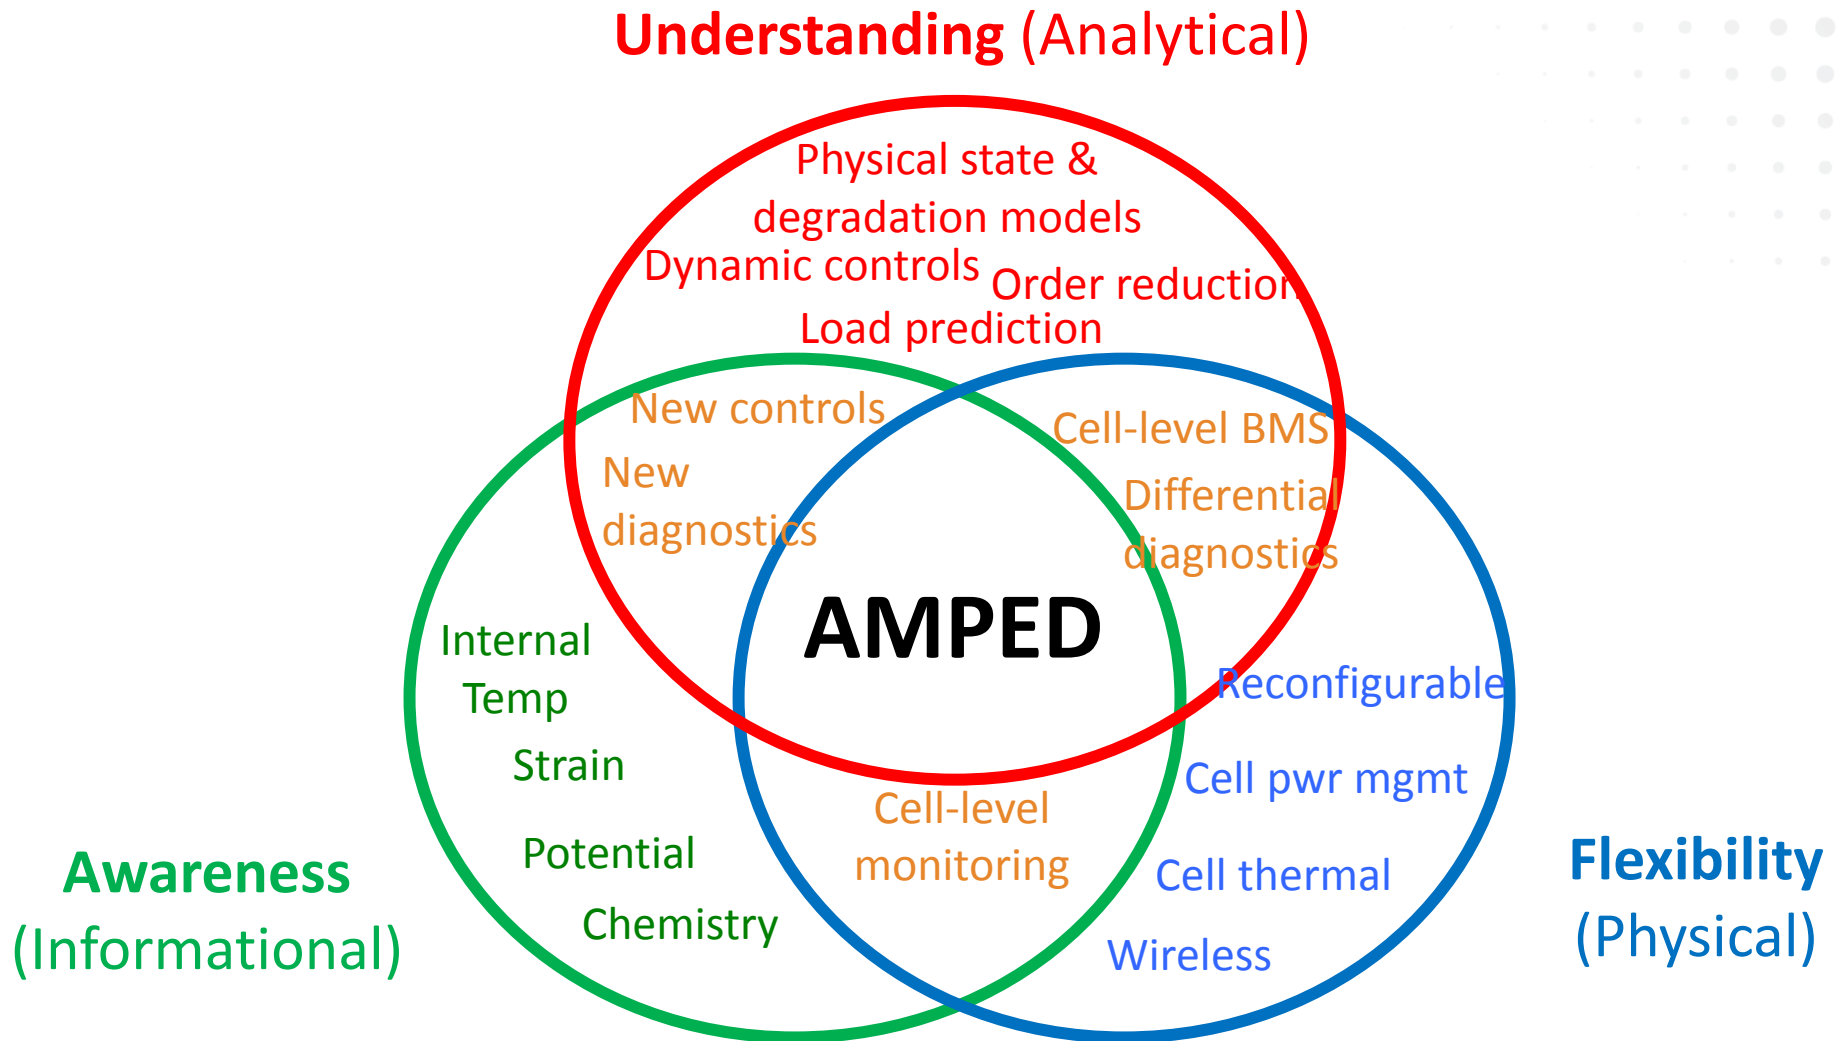 Understanding (Analytical)
Physical state &
degradation models
Dynamic controls
Order reduction
Load prediction
New controls
New
diagnostics
Cell-level BMS
Differential
diagnostics
AMPED
Internal
Temp
Strain
Potential
Chemistry
Cell-level
monitoring
Reconfigurable
Cell pwr mgmt
Cell thermal
Wireless
Awareness
(Informational)
Flexibility
(Physical)